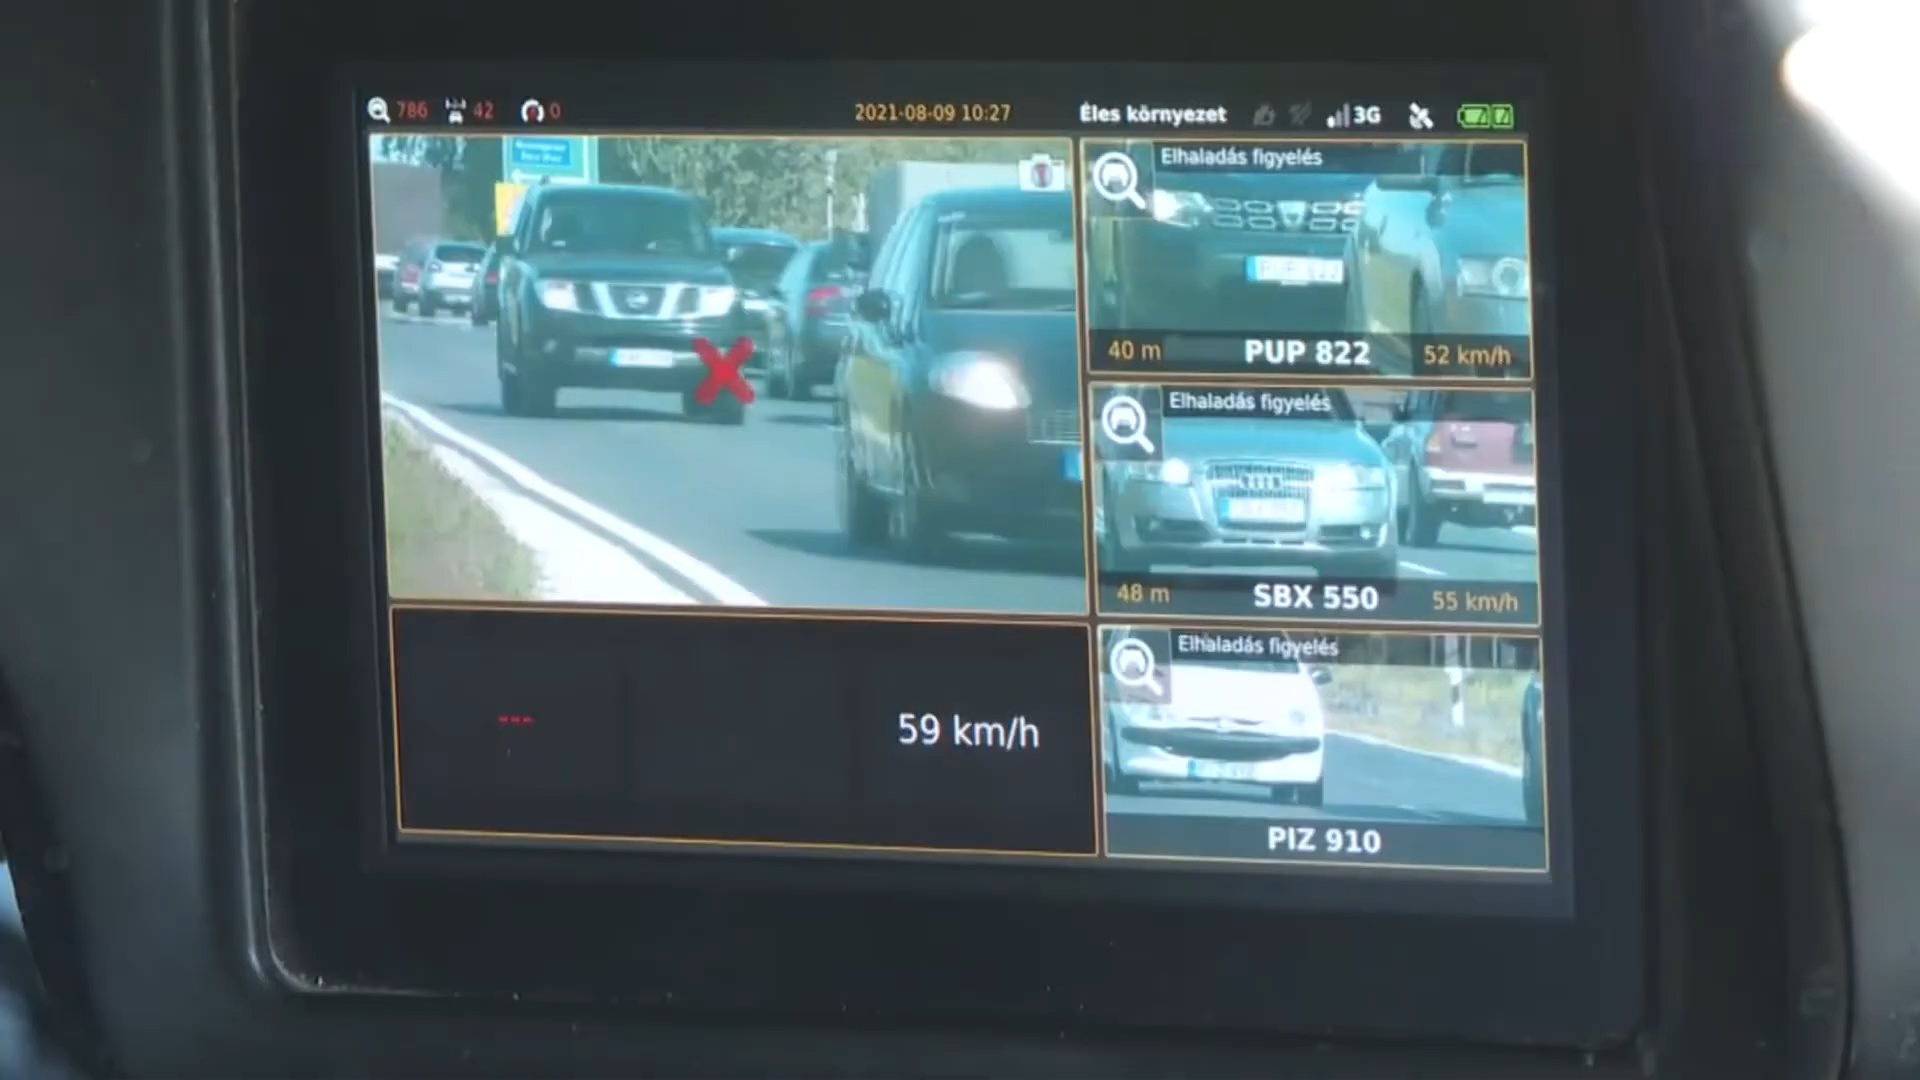 786 42 0 2021-08-09 10:27 Éles környezet 3G
Elhaladás figyelés
40 m PUP 822 52 km/h
Elhaladás figyelés
48 m SBX 550 55 km/h
Elhaladás figyelés
PIZ 910
--- 59 km/h